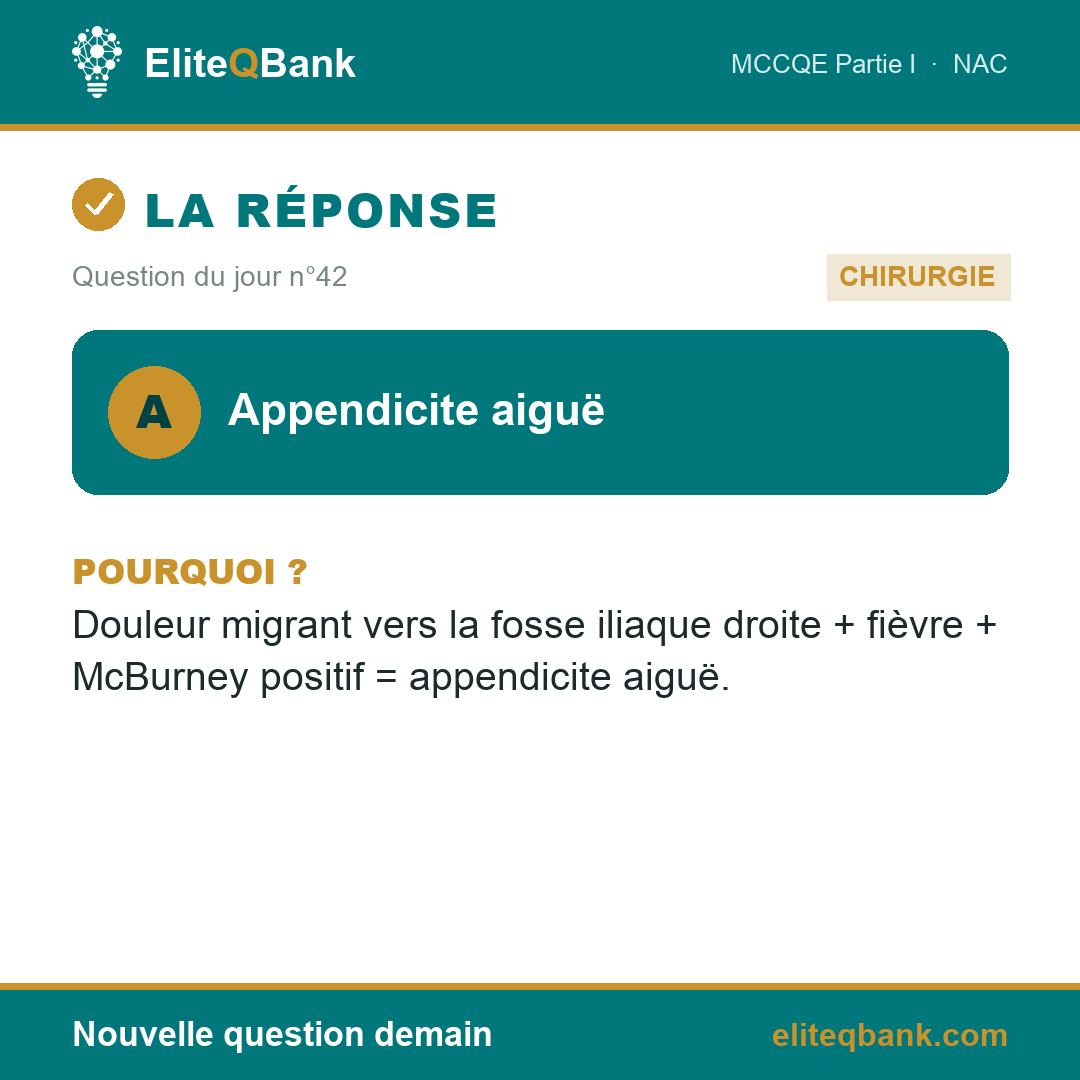 EliteQBank
MCCQE Partie I · NAC
LA RÉPONSE
Question du jour n°42
CHIRURGIE
A
Appendicite aiguë
POURQUOI ?
Douleur migrant vers la fosse iliaque droite + fièvre +
McBurney positif = appendicite aiguë.
Nouvelle question demain
eliteqbank.com